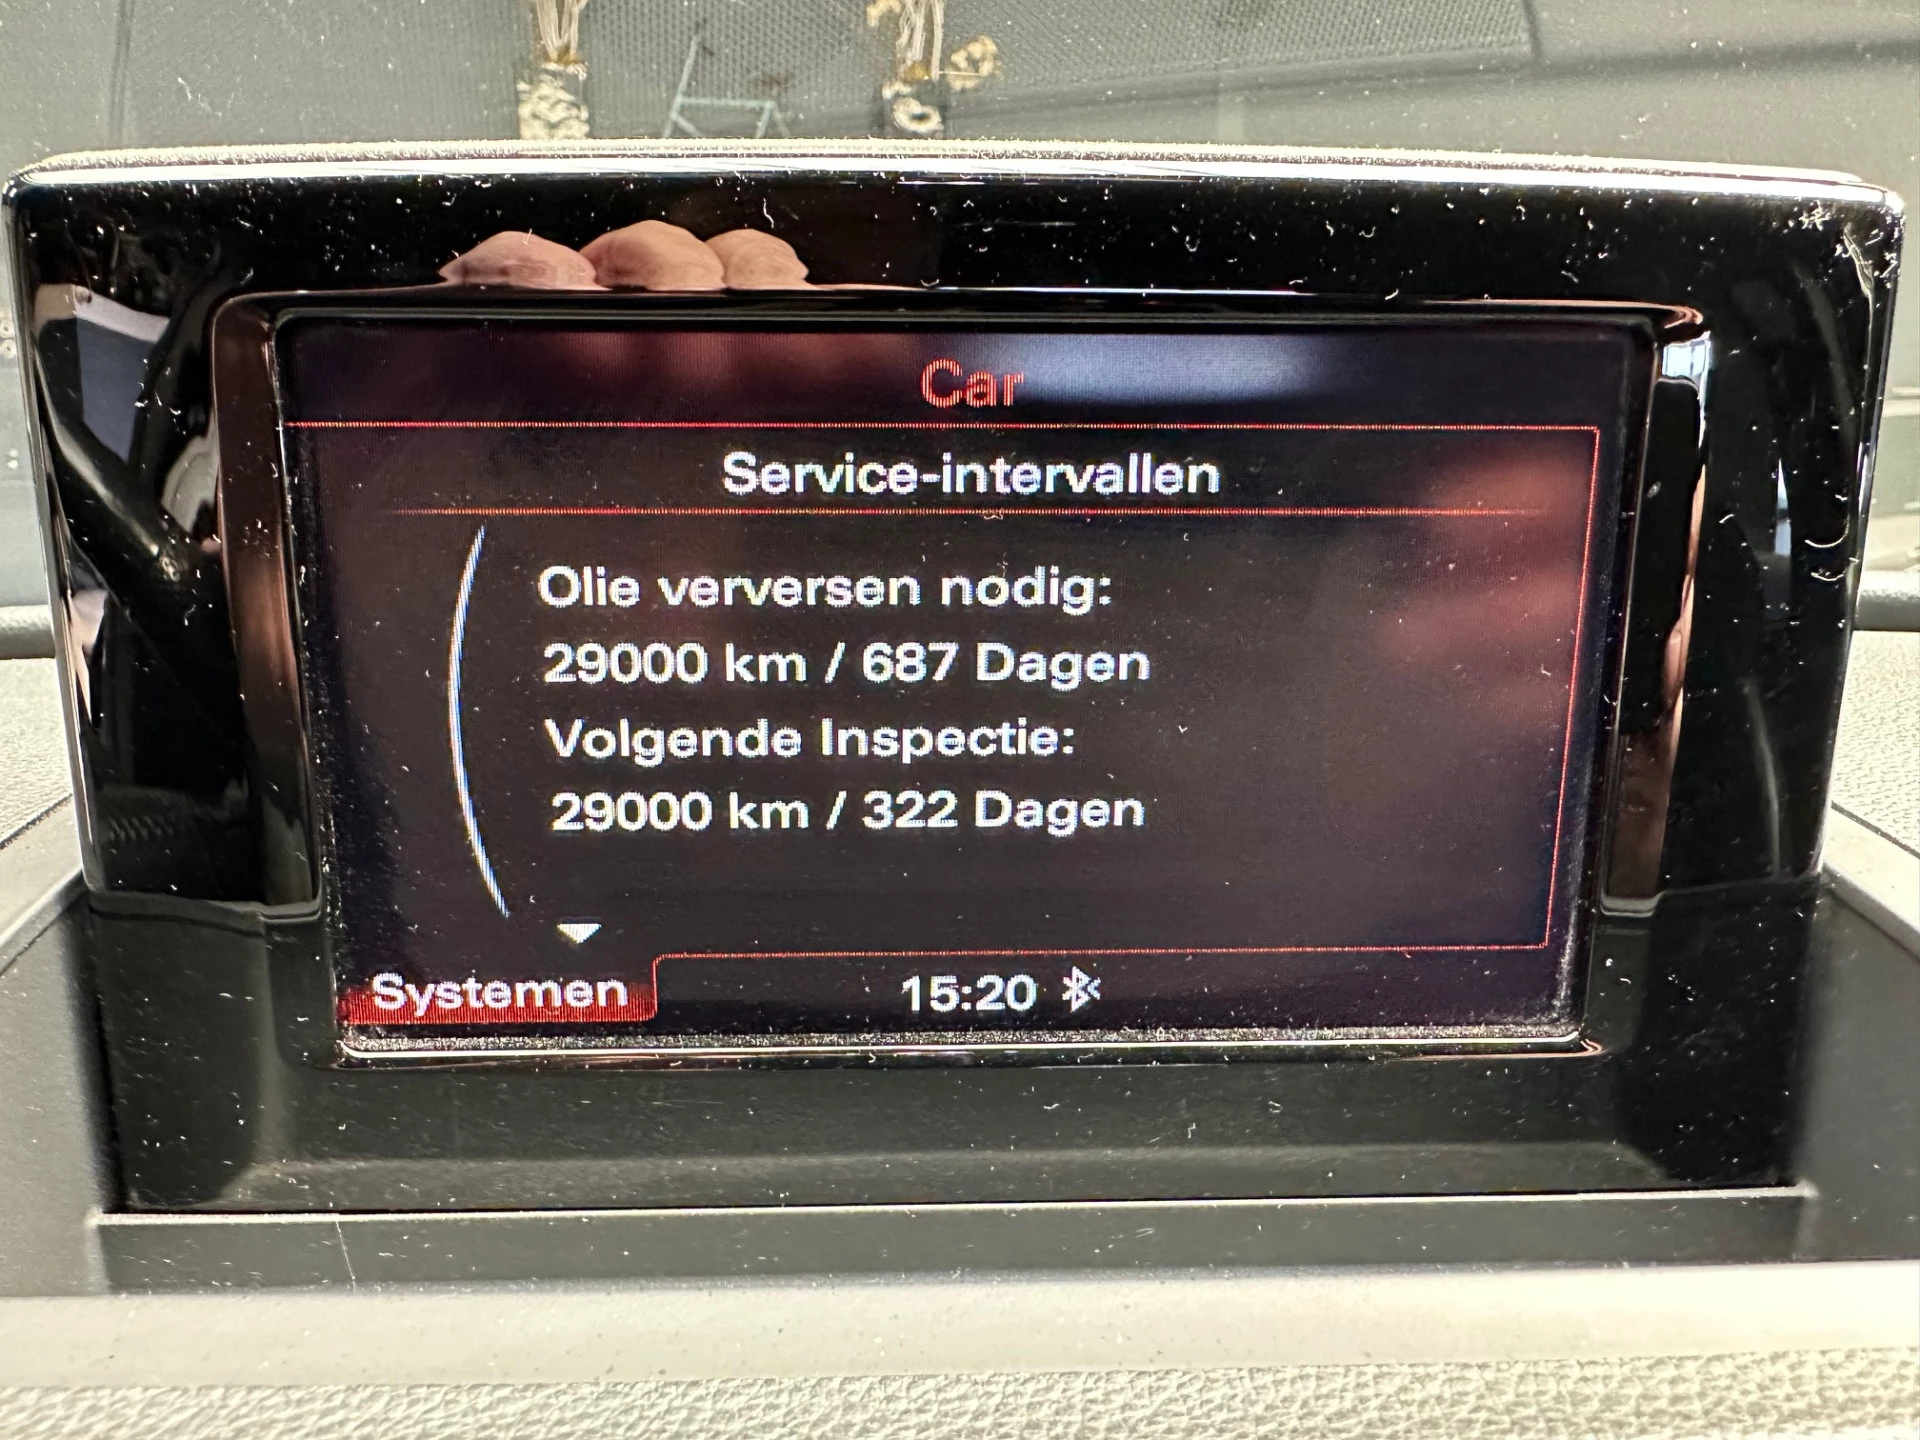 Car
Service-intervallen
Olie verversen nodig:
29000 km / 687 Dagen
Volgende Inspectie:
29000 km / 322 Dagen
Systemen
15:20